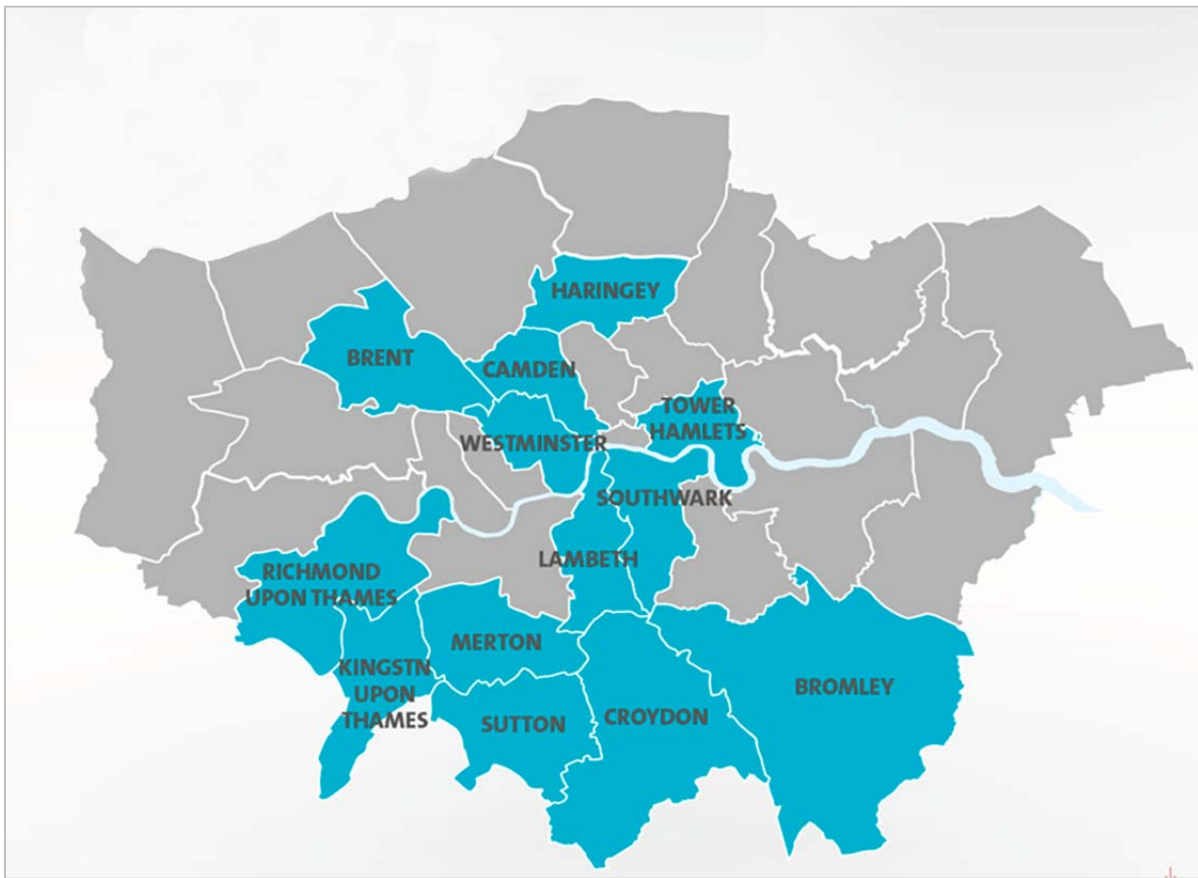 HARINGEY
BRENT
CAMDEN
TOWER
HAMLETS
WESTMINSTER
SOUTHWARK
LAMBETH
RICHMOND
UPON THAMES
MERTON
KINGSTN
UPON
THAMES
BROMLEY
SUTTON
CROYDON